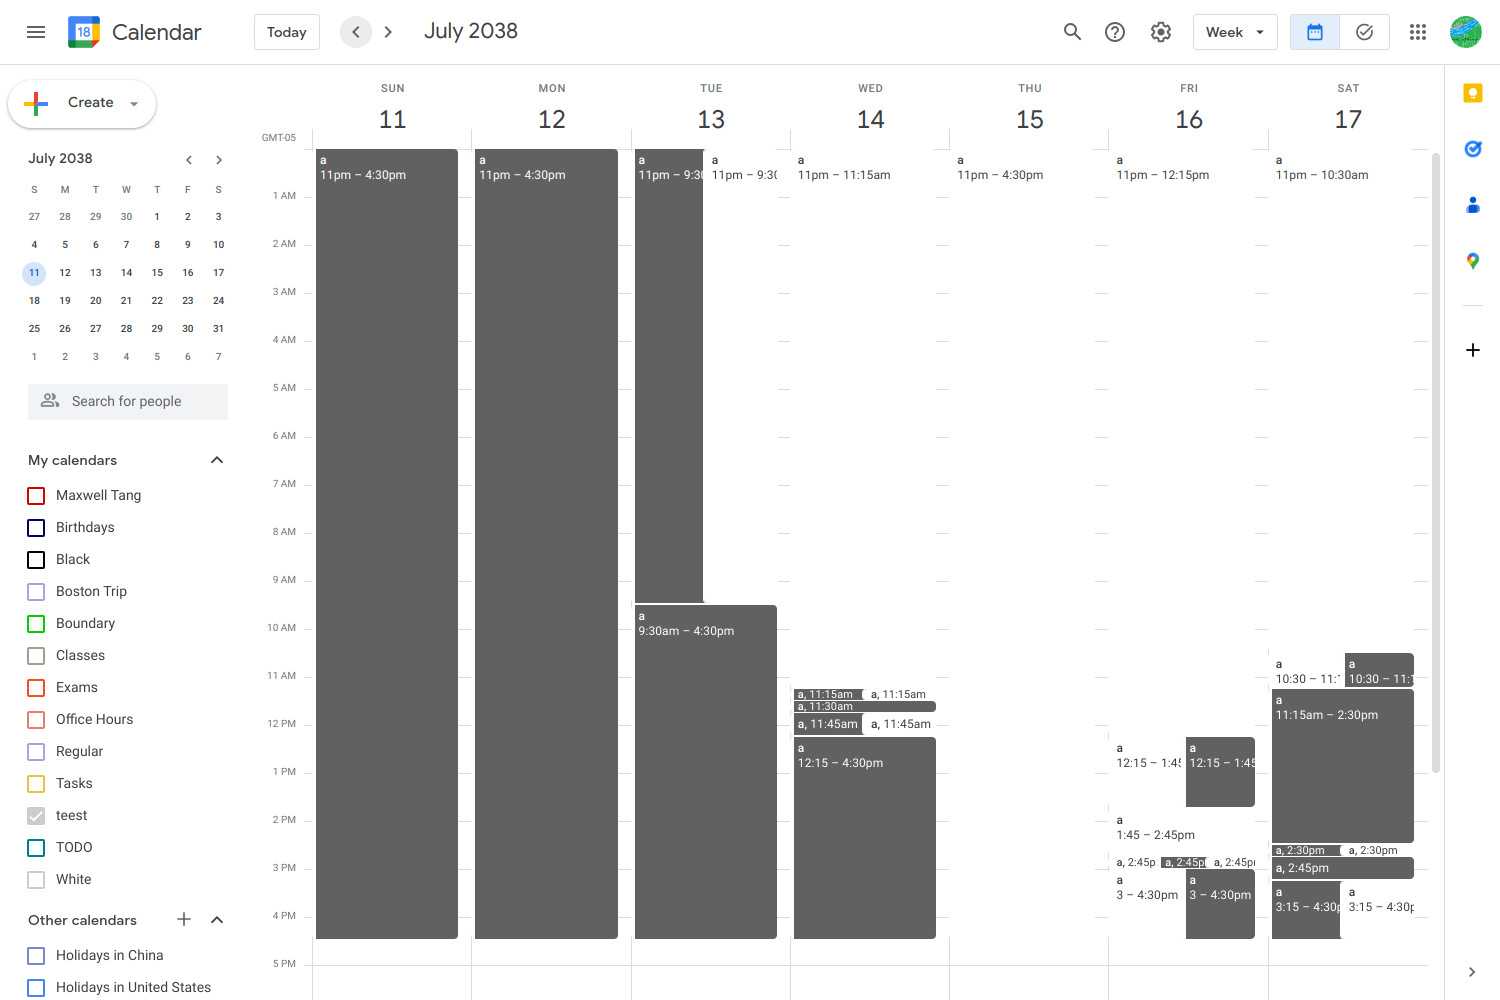 18 Calendar Today July 2038 Week
Create
July 2038
S M T W T F S
27 28 29 30 1 2 3
4 5 6 7 8 9 10
11 12 13 14 15 16 17
18 19 20 21 22 23 24
25 26 27 28 29 30 31
1 2 3 4 5 6 7
Search for people
My calendars
Maxwell Tang
Birthdays
Black
Boston Trip
Boundary
Classes
Exams
Office Hours
Regular
Tasks
teest
TODO
White
Other calendars
Holidays in China
Holidays in United States
SUN MON TUE WED THU FRI SAT
11 12 13 14 15 16 17
GMT-05
1 AM
2 AM
3 AM
4 AM
5 AM
6 AM
7 AM
8 AM
9 AM
10 AM
11 AM
12 PM
1 PM
2 PM
3 PM
4 PM
5 PM
a
11pm – 4:30pm
a
11pm – 4:30pm
a
11pm – 9:30
a
11pm – 9:30
a
9:30am – 4:30pm
a
11pm – 11:15am
a, 11:15am
a, 11:15am
a, 11:30am
a, 11:45am
a, 11:45am
a
12:15 – 4:30pm
a
11pm – 4:30pm
a
11pm – 12:15pm
a
12:15 – 1:45
a
12:15 – 1:45
a
1:45 – 2:45pm
a, 2:45p
a, 2:45p
a, 2:45p
a
3 – 4:30pm
a
3 – 4:30pm
a
11pm – 10:30am
a
10:30 – 11:1
a
10:30 – 11:1
a
11:15am – 2:30pm
a, 2:30pm
a, 2:30pm
a, 2:45pm
a
3:15 – 4:30p
a
3:15 – 4:30p